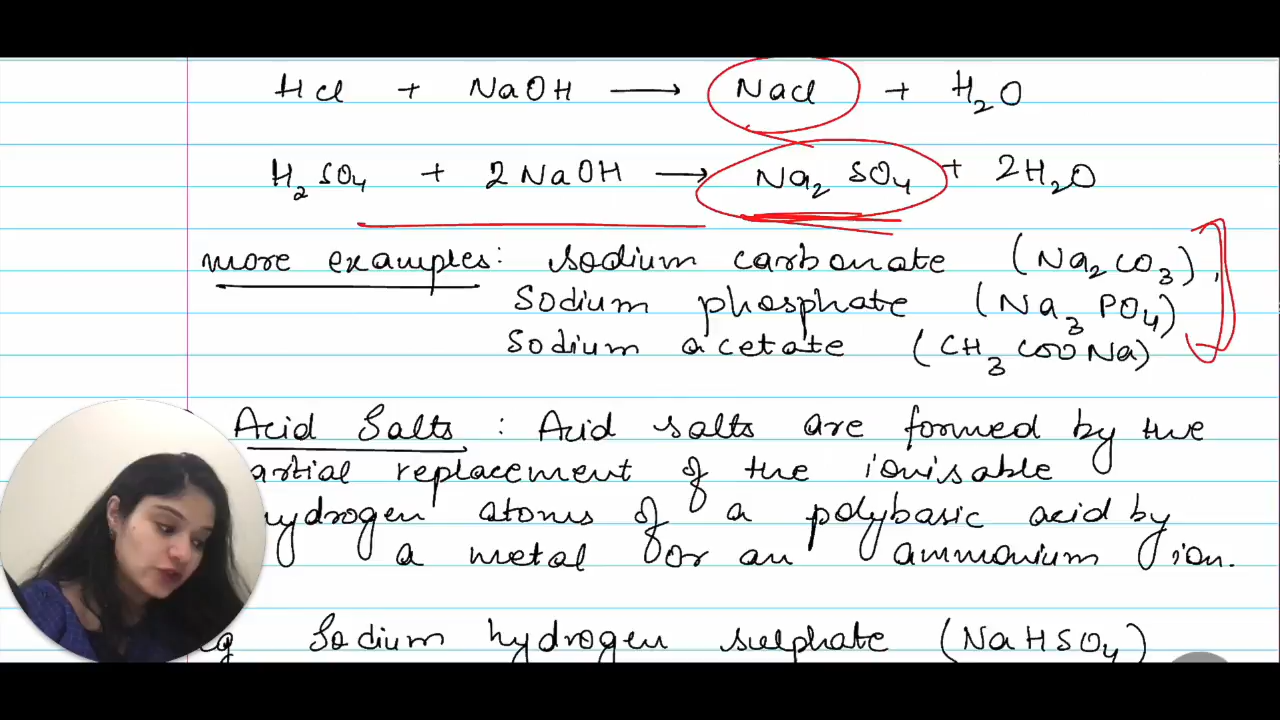 HCl + NaOH ⟶ NaCl + H₂O
H₂SO₄ + 2NaOH ⟶ Na₂SO₄ + 2H₂O
more examples: Sodium carbonate (Na₂CO₃),
Sodium phosphate (Na₃PO₄)
Sodium acetate (CH₃COONa)
Acid Salts : Acid salts are formed by the
artial replacement of the ionisable
hydrogen atoms of a polybasic acid by
a metal or an ammonium ion.
eg Sodium hydrogen sulphate (NaHSO₄)